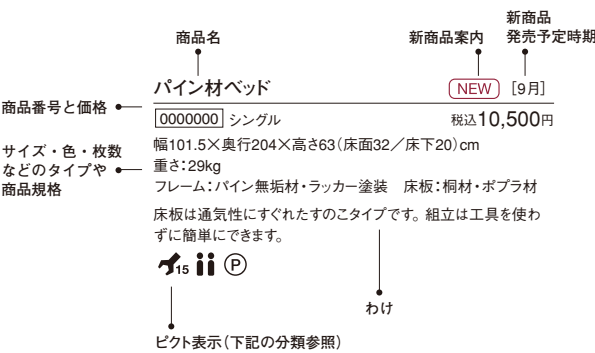 新商品
商品名
新商品案内
発売予定時期
パイン材ベッド
NEW
[9月]
商品番号と価格
0000000 シングル
税込10,500円
サイズ・色・枚数
などのタイプや
商品規格
幅101.5×奥行204×高さ63(床面32/床下20)cm
重さ:29kg
フレーム:パイン無垢材・ラッカー塗装 床板:桐材・ポプラ材
床板は通気性にすぐれたすのこタイプです。組立は工具を使わ
ずに簡単にできます。
15
P
わけ
ピクト表示(下記の分類参照)